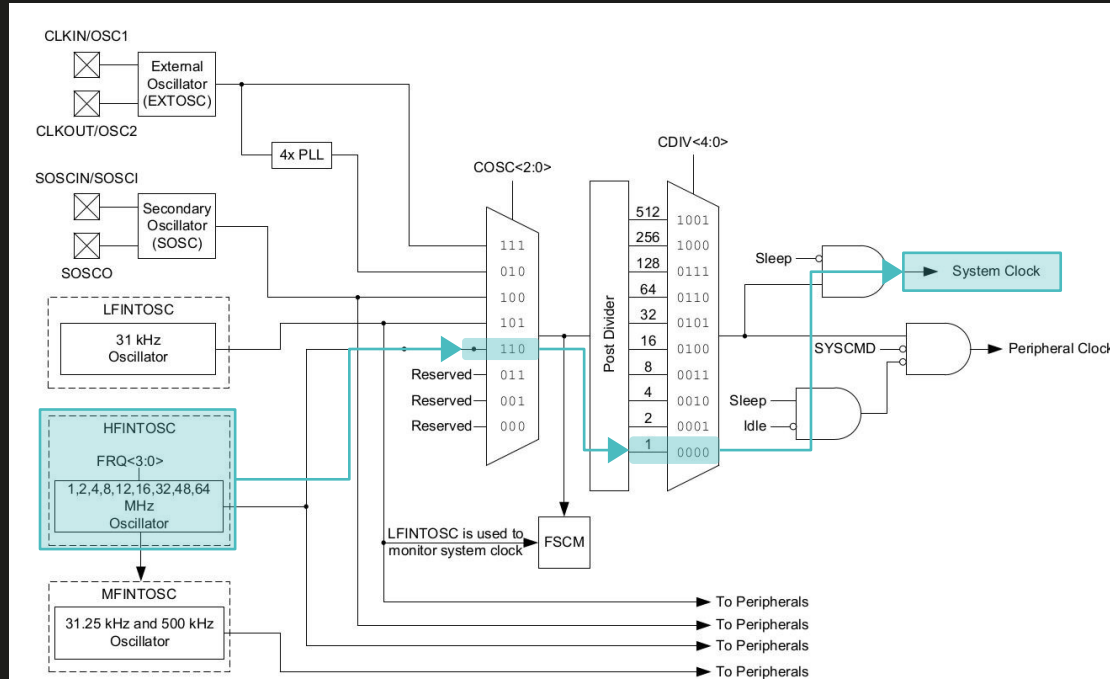 CLKIN/OSC1
External
Oscillator
(EXTOSC)
CLKOUT/OSC2
4x PLL
COSC<2:0>
CDIV<4:0>
SOSCIN/SOSCI
Secondary
Oscillator
(SOSC)
SOSCO
LFINTOSC
31 kHz
Oscillator
HFINTOSC
FRQ<3:0>
1,2,4,8,12,16,32,48,64
MHz
Oscillator
MFINTOSC
31.25 kHz and 500 kHz
Oscillator
111
010
100
101
110
Reserved 011
Reserved 001
Reserved 000
LFINTOSC is used to
monitor system clock
FSCM
Post Divider
512 1001
256 1000
128 0111
64 0110
32 0101
16 0100
8 0011
4 0010
2 0001
1 0000
Sleep
System Clock
SYSCMD
Peripheral Clock
Sleep
Idle
To Peripherals
To Peripherals
To Peripherals
To Peripherals